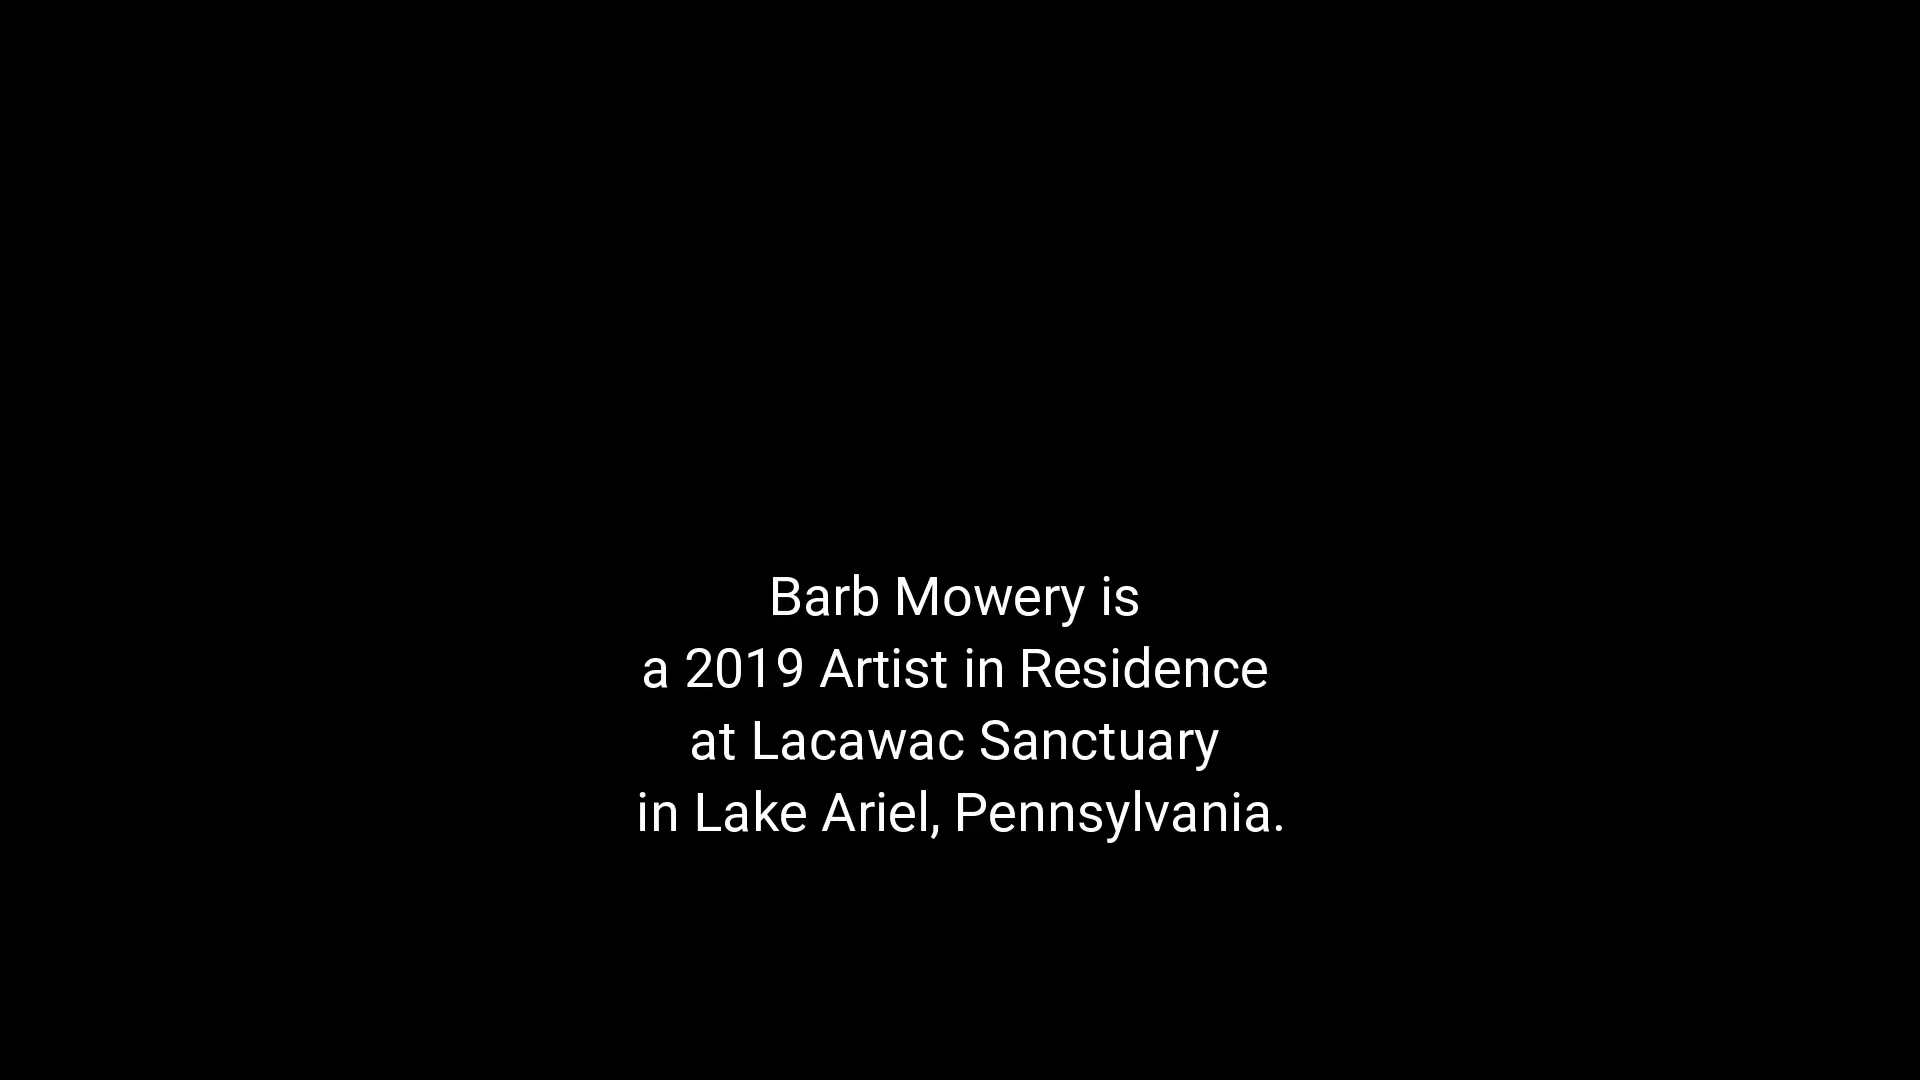 Barb Mowery is
a 2019 Artist in Residence
at Lacawac Sanctuary
in Lake Ariel, Pennsylvania.